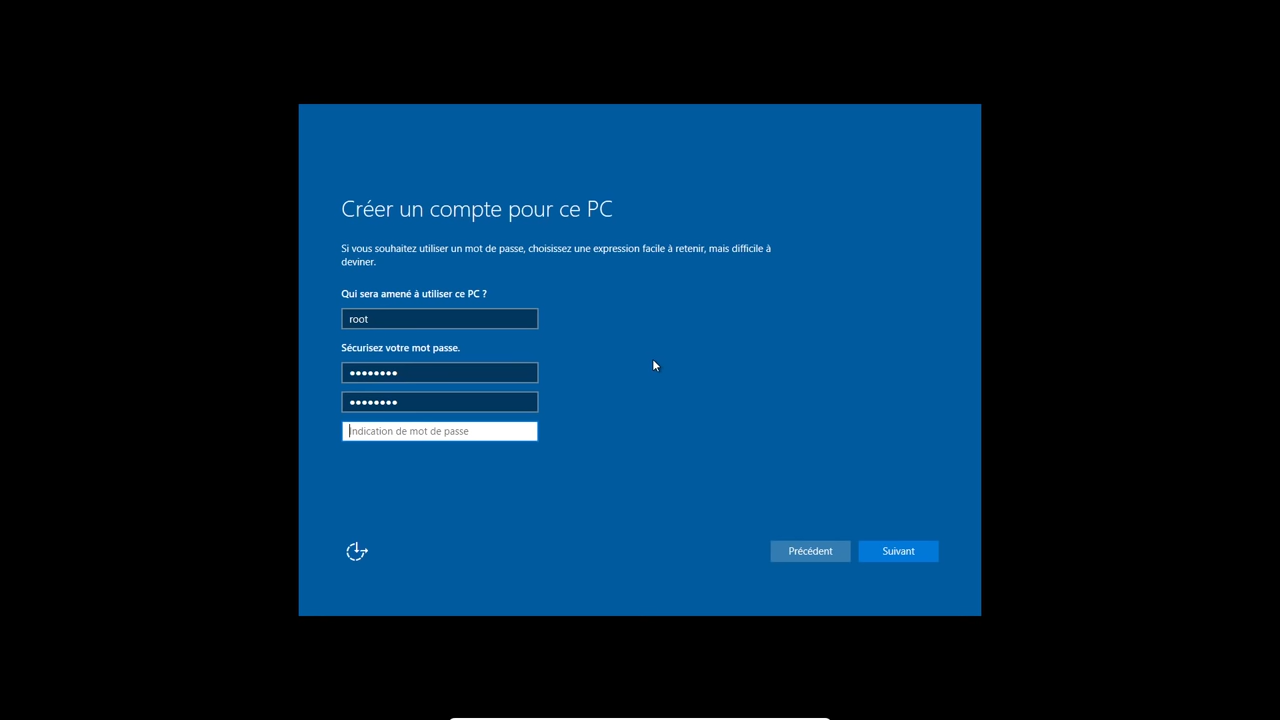 Créer un compte pour ce PC
Si vous souhaitez utiliser un mot de passe, choisissez une expression facile à retenir, mais difficile à
deviner.
Qui sera amené à utiliser ce PC ?
root
Sécurisez votre mot passe.
••••••••
••••••••
Indication de mot de passe
Précédent
Suivant